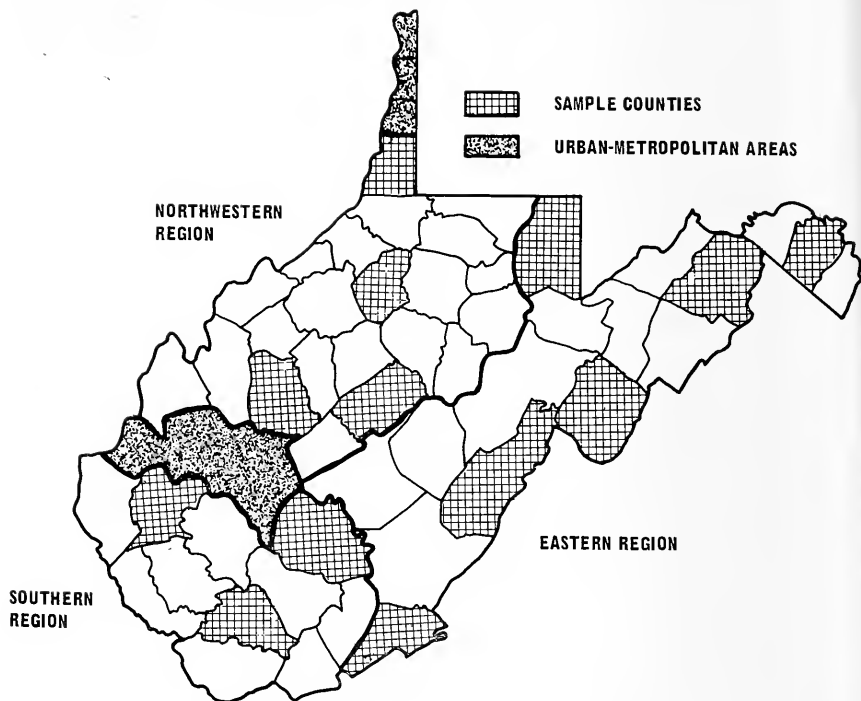 SAMPLE COUNTIES
URBAN-METROPOLITAN AREAS
NORTHWESTERN
REGION
EASTERN REGION
SOUTHERN
REGION